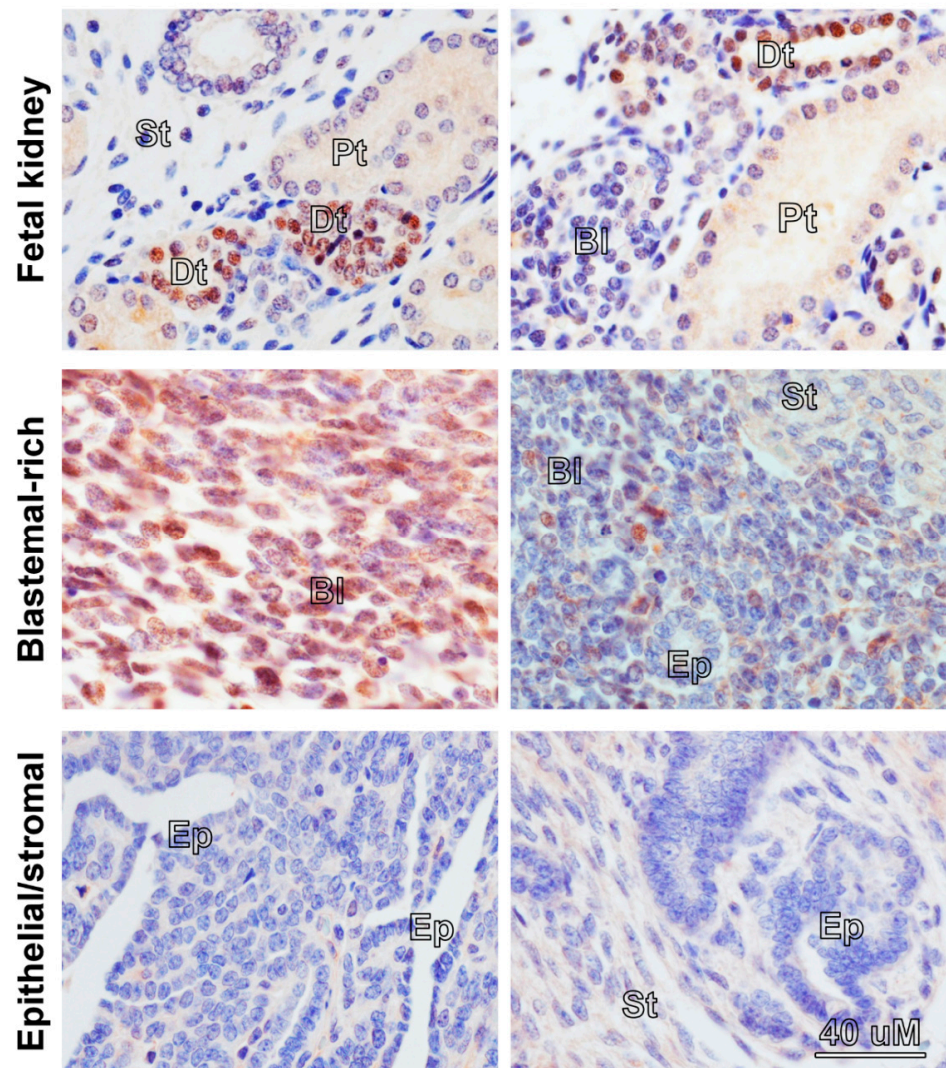 Fetal kidney
St
Pt
Dt
Dt
Dt
Pt
Bl
Blastemal-rich
Bl
St
Bl
Ep
Epithelial/stromal
Ep
Ep
Ep
St
40 uM